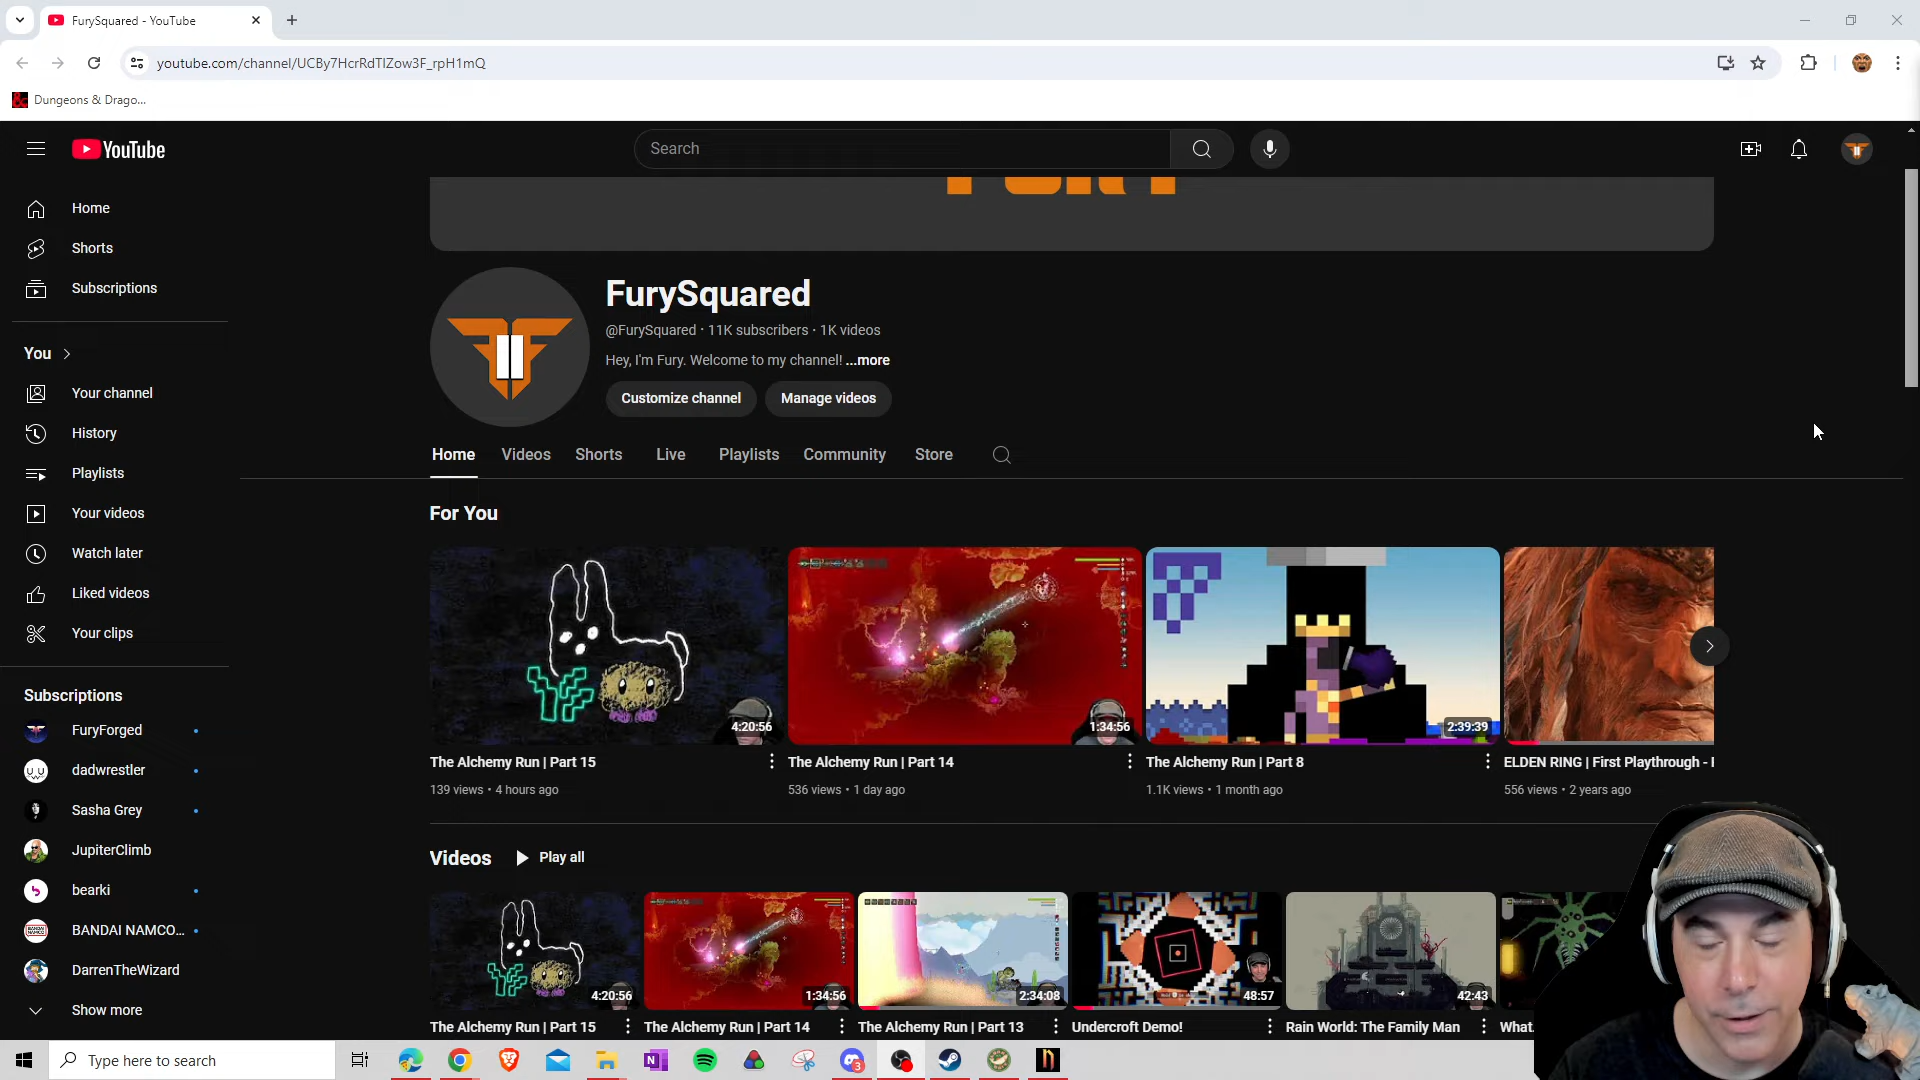 FurySquared - YouTube
youtube.com/channel/UCBy7HcrRdTlZow3F_rpH1mQ
Dungeons & Drago...
YouTube
Search
Home
Shorts
Subscriptions
You
Your channel
History
Playlists
Your videos
Watch later
Liked videos
Your clips
Subscriptions
FuryForged
dadwrestler
Sasha Grey
JupiterClimb
bearki
BANDAI NAMCO...
DarrenTheWizard
Show more
FurySquared
@FurySquared • 11K subscribers • 1K videos
Hey, I'm Fury. Welcome to my channel! ...more
Customize channel Manage videos
Home Videos Shorts Live Playlists Community Store
For You
4:20:56
The Alchemy Run | Part 15
139 views • 4 hours ago
1:34:56
The Alchemy Run | Part 14
536 views • 1 day ago
2:39:39
The Alchemy Run | Part 8
1.1K views • 1 month ago
ELDEN RING | First Playthrough -
556 views • 2 years ago
Videos Play all
4:20:56
The Alchemy Run | Part 15
1:34:56
The Alchemy Run | Part 14
2:34:08
The Alchemy Run | Part 13
48:57
Undercroft Demo!
42:43
Rain World: The Family Man
What
Type here to search
3